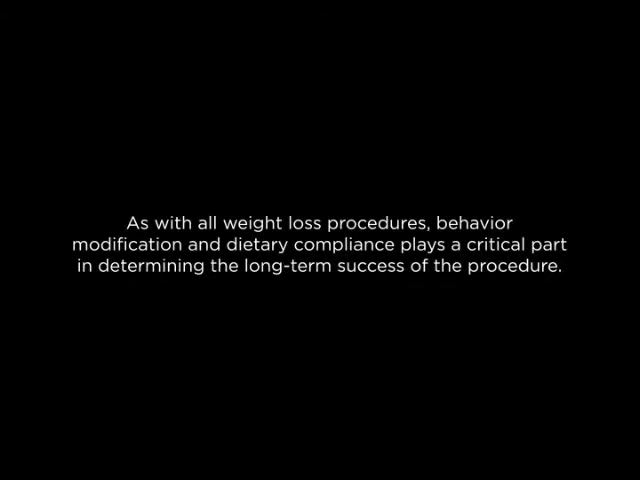 As with all weight loss procedures, behavior
modification and dietary compliance plays a critical part
in determining the long-term success of the procedure.